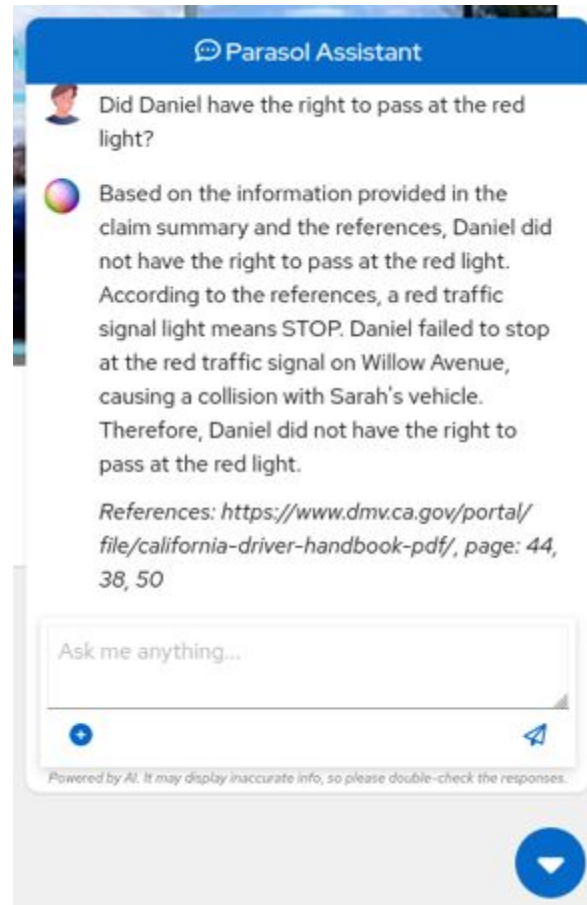 Parasol Assistant
Did Daniel have the right to pass at the red
light?
Based on the information provided in the
claim summary and the references, Daniel did
not have the right to pass at the red light.
According to the references, a red traffic
signal light means STOP. Daniel failed to stop
at the red traffic signal on Willow Avenue,
causing a collision with Sarah's vehicle.
Therefore, Daniel did not have the right to
pass at the red light.
References: https://www.dmv.ca.gov/portal/
file/california-driver-handbook-pdf/, page: 44,
38, 50
Ask me anything...
Powered by AI. It may display inaccurate info, so please double-check the responses.